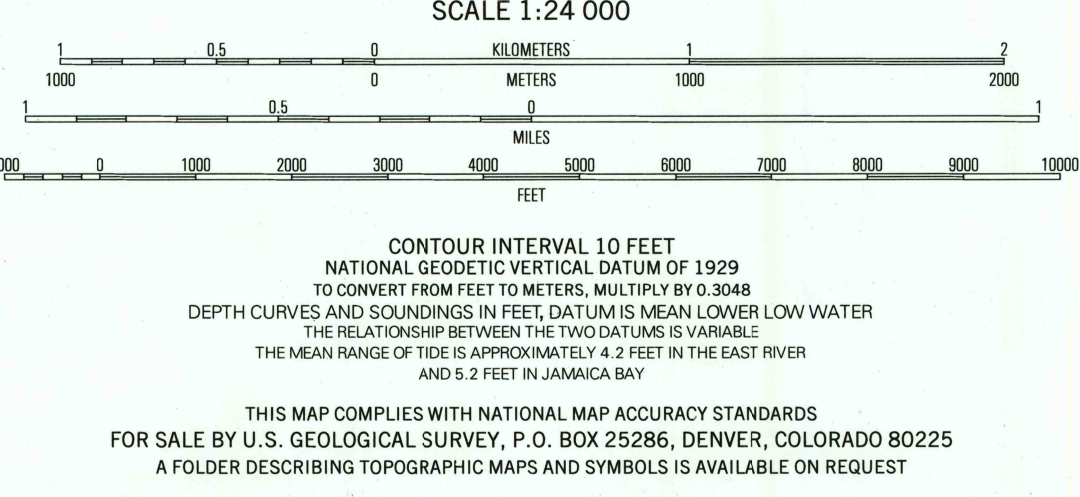 SCALE 1:24 000
1 0.5 0 KILOMETERS 1 2
1000 0 METERS 1000 2000
1 0.5 0 1
MILES
0 1000 2000 3000 4000 5000 6000 7000 8000 9000 10000
FEET
CONTOUR INTERVAL 10 FEET
NATIONAL GEODETIC VERTICAL DATUM OF 1929
TO CONVERT FROM FEET TO METERS, MULTIPLY BY 0.3048
DEPTH CURVES AND SOUNDINGS IN FEET, DATUM IS MEAN LOWER LOW WATER
THE RELATIONSHIP BETWEEN THE TWO DATUMS IS VARIABLE
THE MEAN RANGE OF TIDE IS APPROXIMATELY 4.2 FEET IN THE EAST RIVER
AND 5.2 FEET IN JAMAICA BAY
THIS MAP COMPLIES WITH NATIONAL MAP ACCURACY STANDARDS
FOR SALE BY U.S. GEOLOGICAL SURVEY, P.O. BOX 25286, DENVER, COLORADO 80225
A FOLDER DESCRIBING TOPOGRAPHIC MAPS AND SYMBOLS IS AVAILABLE ON REQUEST